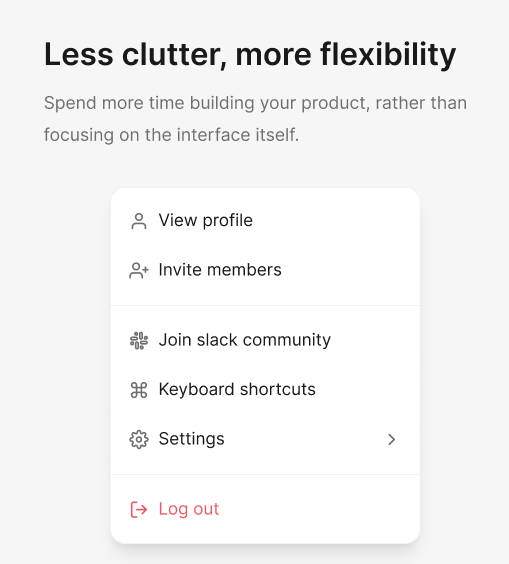 Less clutter, more flexibility
Spend more time building your product, rather than
focusing on the interface itself.
View profile
Invite members
Join slack community
Keyboard shortcuts
Settings
Log out